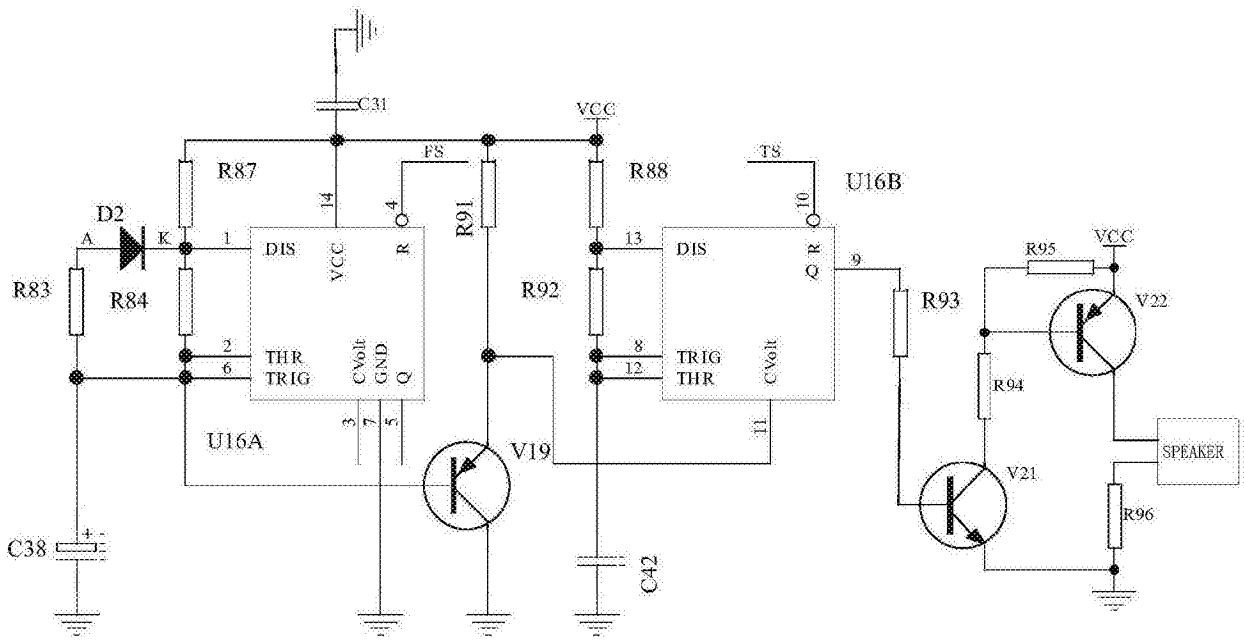 C31
VCC
FS
TS
R87
14
4
R91
R88
10
U16B
D2
A
K
1
DIS
VCC
R
13
DIS
R
Q
9
R95
VCC
V22
R83
R84
R92
R93
2
THR
6
TRIG
CVolt
GND
Q
8
TRIG
12
THR
CVolt
R94
3
7
5
11
U16A
V19
V21
SPEAKER
R96
+
C38
C42